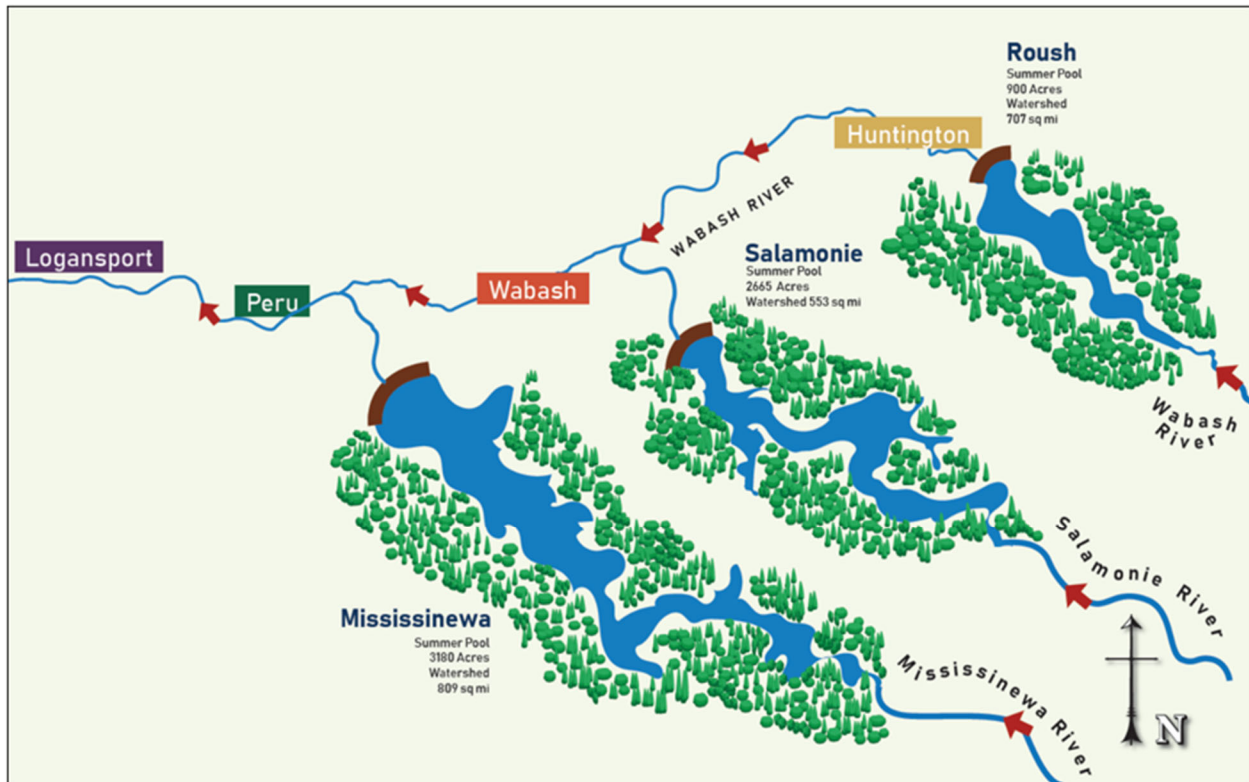 Roush
Summer Pool
900 Acres
Watershed
707 sq mi
Huntington
WABASH RIVER
Salamonie
Summer Pool
2665 Acres
Watershed 553 sq mi
Logansport
Peru
Wabash
Wabash
River
Mississinewa
Summer Pool
3180 Acres
Watershed
809 sq mi
Salamonie River
Mississinewa River
N